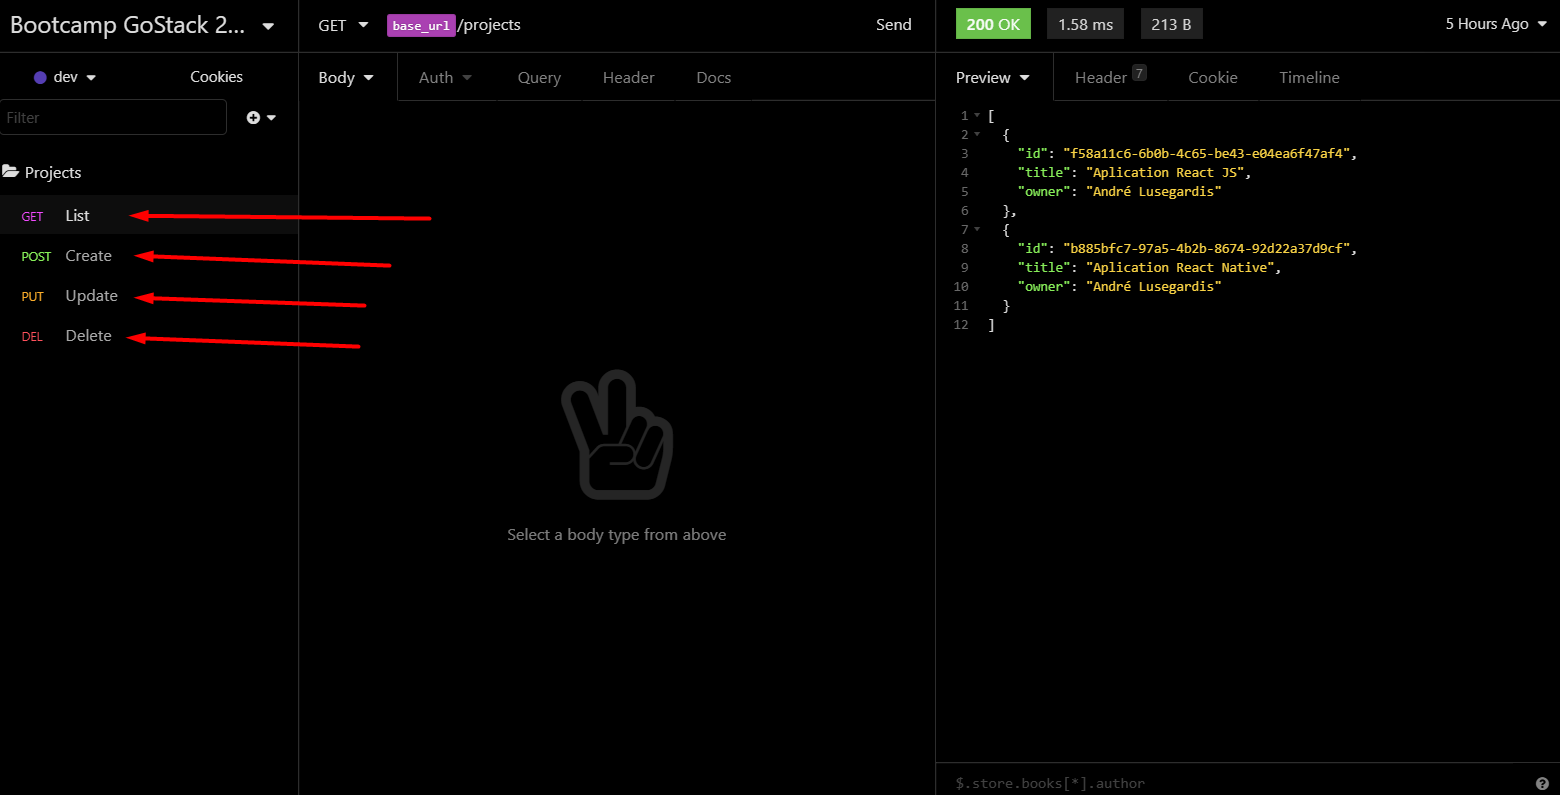 Bootcamp GoStack 2...
dev
Cookies
Filter
Projects
GET List
POST Create
PUT Update
DEL Delete
GET base_url/projects Send
Body Auth Query Header Docs
Select a body type from above
200 OK 1.58 ms 213 B 5 Hours Ago
Preview Header 7 Cookie Timeline
1 [
2 {
3 "id": "f58a11c6-6b0b-4c65-be43-e04ea6f47af4",
4 "title": "Aplication React JS",
5 "owner": "André Lusegardis"
6 },
7 {
8 "id": "b885bfc7-97a5-4b2b-8674-92d22a37d9cf",
9 "title": "Aplication React Native",
10 "owner": "André Lusegardis"
11 }
12 ]
$.store.books[*].author